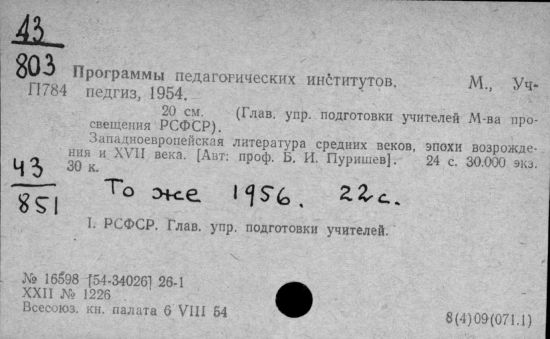 43
803
Программы педагогических институтов. М., Уч-
П784 педгиз, 1954.
20 см. (Глав. упр. подготовки учителей М-ва про-
свещения РСФСР).
Западноевропейская литература средних веков, эпохи возрожде-
ния и XVII века. [Авт: проф. Б. И. Пуришев]. 24 с. 30.000 экз.
30 к.
43
851
То же 1956. 22 с.
I. РСФСР. Глав. упр. подготовки учителей.
№ 16598 [54-34026] 26-1
XXII № 1226
Всесоюз. кн. палата 6 VIII 54
8(4)09(071.1)